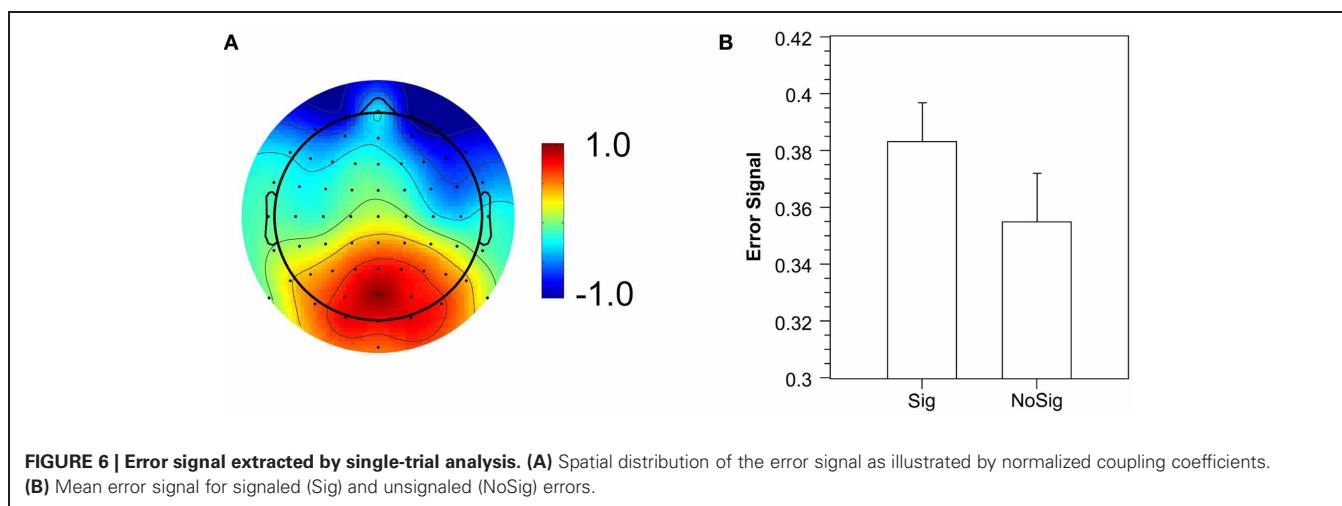 A
1.0
-1.0
B
0.42
0.4
0.38
0.36
0.34
0.32
0.3
Error Signal
Sig
NoSig
FIGURE 6 | Error signal extracted by single-trial analysis. (A) Spatial distribution of the error signal as illustrated by normalized coupling coefficients.
(B) Mean error signal for signaled (Sig) and unsignaled (NoSig) errors.